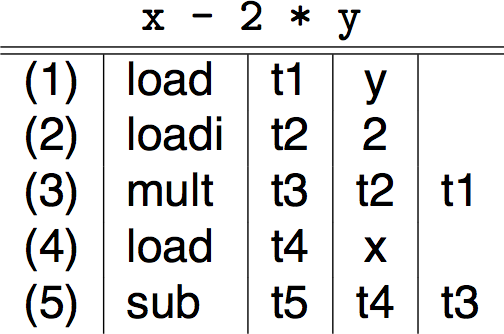 x - 2 * y
(1) load t1 y
(2) loadi t2 2
(3) mult t3 t2 t1
(4) load t4 x
(5) sub t5 t4 t3